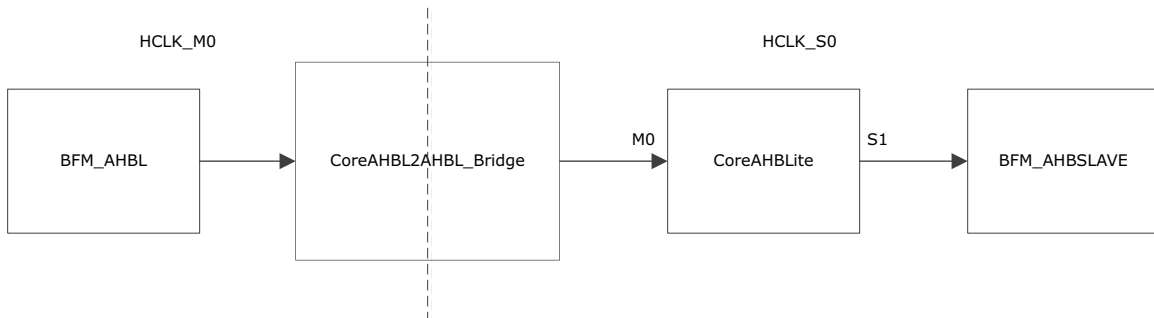 HCLK_M0
HCLK_S0
BFM_AHBL
CoreAHBL2AHBL_Bridge
M0
CoreAHBLite
S1
BFM_AHBSLAVE